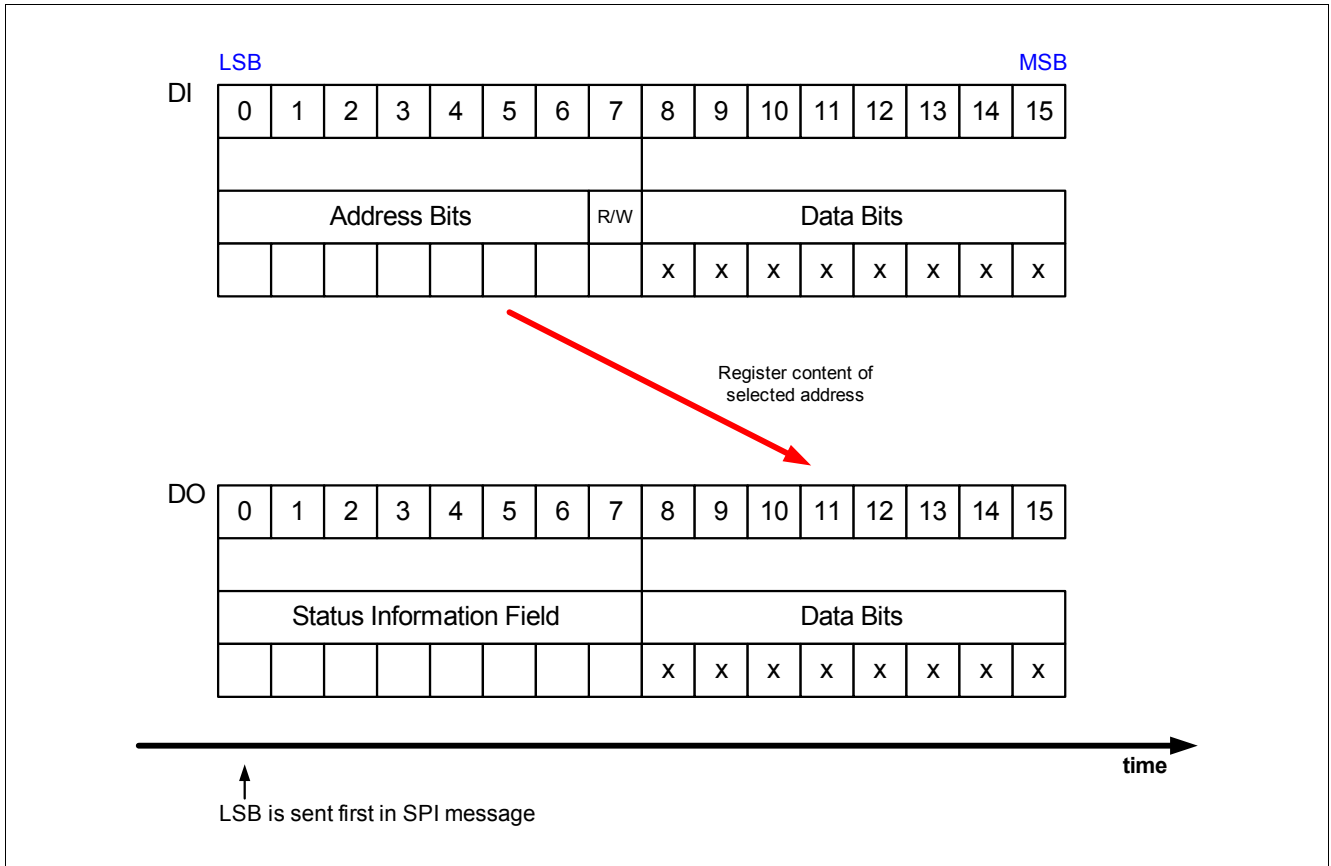 LSB MSB
DI
0 1 2 3 4 5 6 7 8 9 10 11 12 13 14 15
Address Bits R/W Data Bits
x x x x x x x x
Register content of
selected address
DO
0 1 2 3 4 5 6 7 8 9 10 11 12 13 14 15
Status Information Field Data Bits
x x x x x x x x
time
LSB is sent first in SPI message